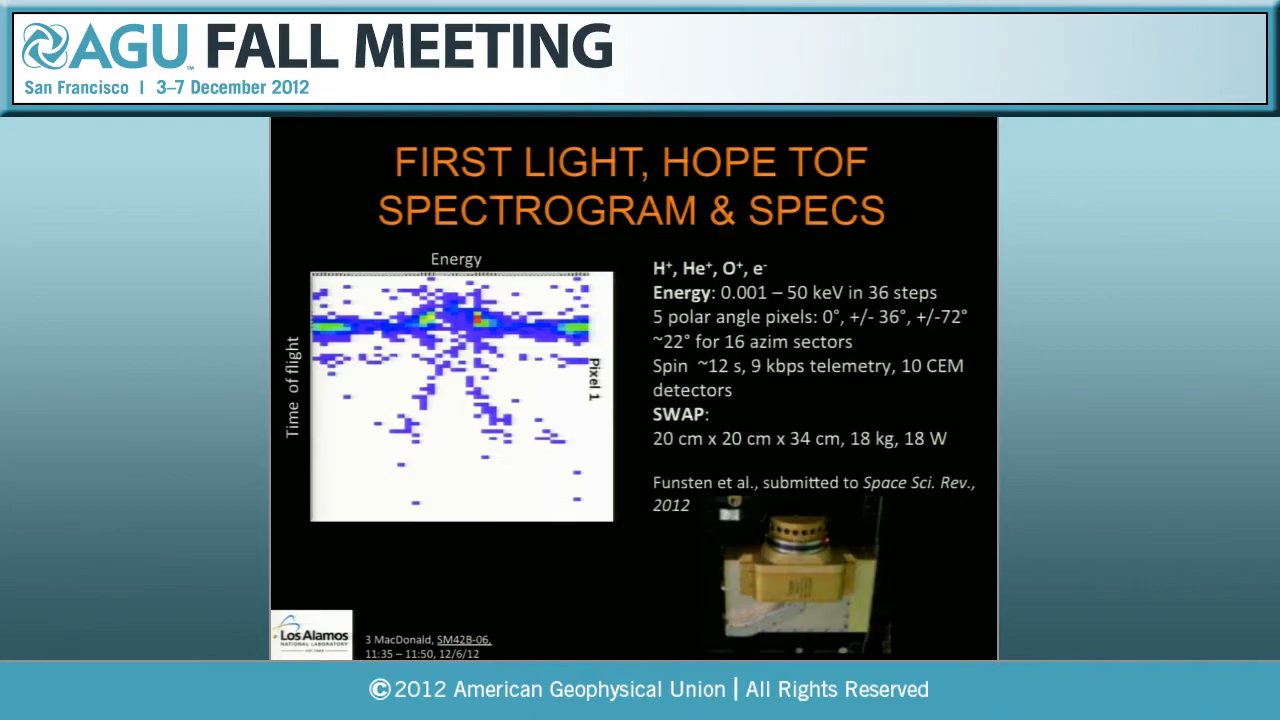 AGU™ FALL MEETING
San Francisco | 3–7 December 2012
FIRST LIGHT, HOPE TOF
SPECTROGRAM & SPECS
Energy
Time of flight
Pixel 1
H⁺, He⁺, O⁺, e⁻
Energy: 0.001 – 50 keV in 36 steps
5 polar angle pixels: 0°, +/- 36°, +/-72°
~22° for 16 azim sectors
Spin ~12 s, 9 kbps telemetry, 10 CEM
detectors
SWAP:
20 cm x 20 cm x 34 cm, 18 kg, 18 W
Funsten et al., submitted to Space Sci. Rev.,
2012
Los Alamos
NATIONAL LABORATORY
EST. 1943
3 MacDonald, SM42B-06,
11:35 – 11:50, 12/6/12
©2012 American Geophysical Union | All Rights Reserved